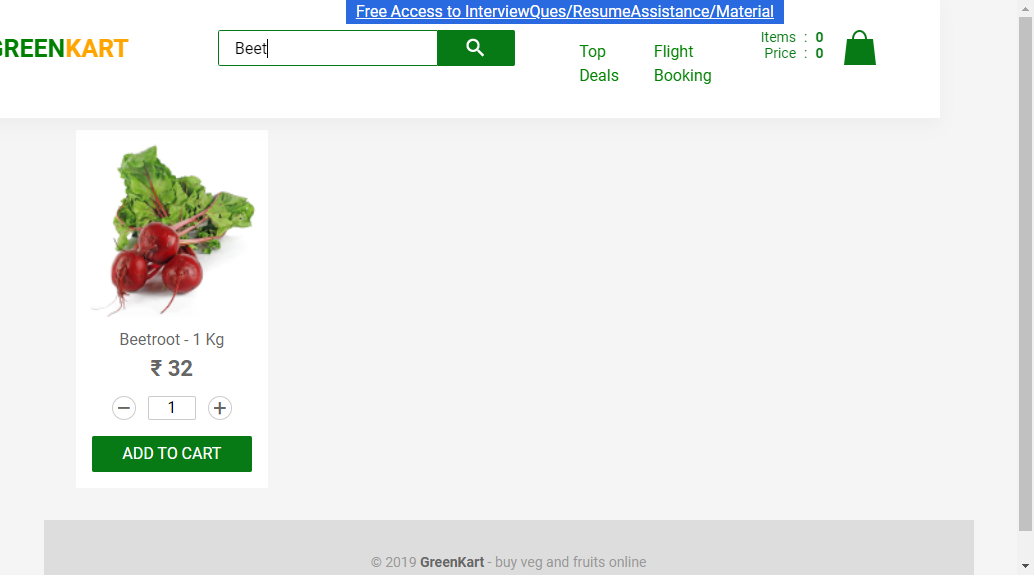 Free Access to InterviewQues/ResumeAssistance/Material
GREENKART
Beet
Top Deals
Flight Booking
Items : 0
Price : 0
Beetroot - 1 Kg
₹ 32
1
ADD TO CART
© 2019 GreenKart - buy veg and fruits online